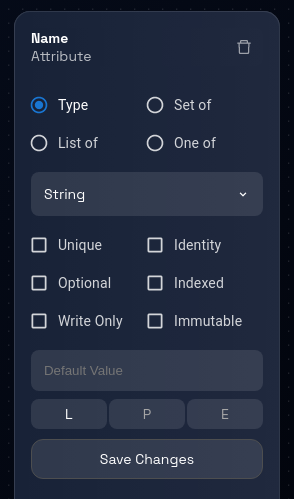 Name
Attribute
Type
Set of
List of
One of
String
Unique
Identity
Optional
Indexed
Write Only
Immutable
Default Value
L
P
E
Save Changes